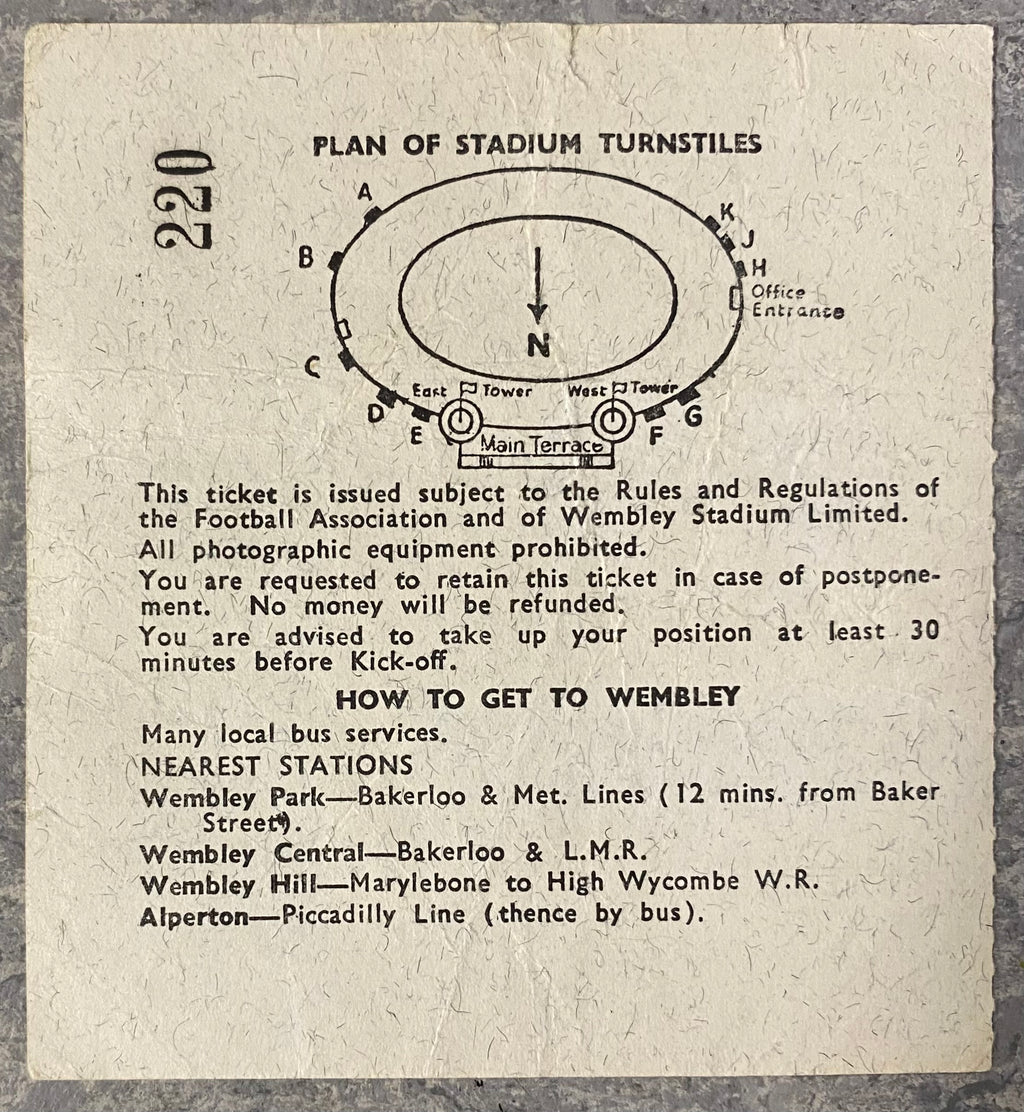 220
PLAN OF STADIUM TURNSTILES
A
B
C
D
E
K
J
H
Office
Entrance
N
East Tower
West Tower
G
F
Main Terrace
This ticket is issued subject to the Rules and Regulations of
the Football Association and of Wembley Stadium Limited.
All photographic equipment prohibited.
You are requested to retain this ticket in case of postpone-
ment. No money will be refunded.
You are advised to take up your position at least 30
minutes before Kick-off.
HOW TO GET TO WEMBLEY
Many local bus services.
NEAREST STATIONS
Wembley Park—Bakerloo & Met. Lines (12 mins. from Baker
Street).
Wembley Central—Bakerloo & L.M.R.
Wembley Hill—Marylebone to High Wycombe W.R.
Alperton—Piccadilly Line (thence by bus).